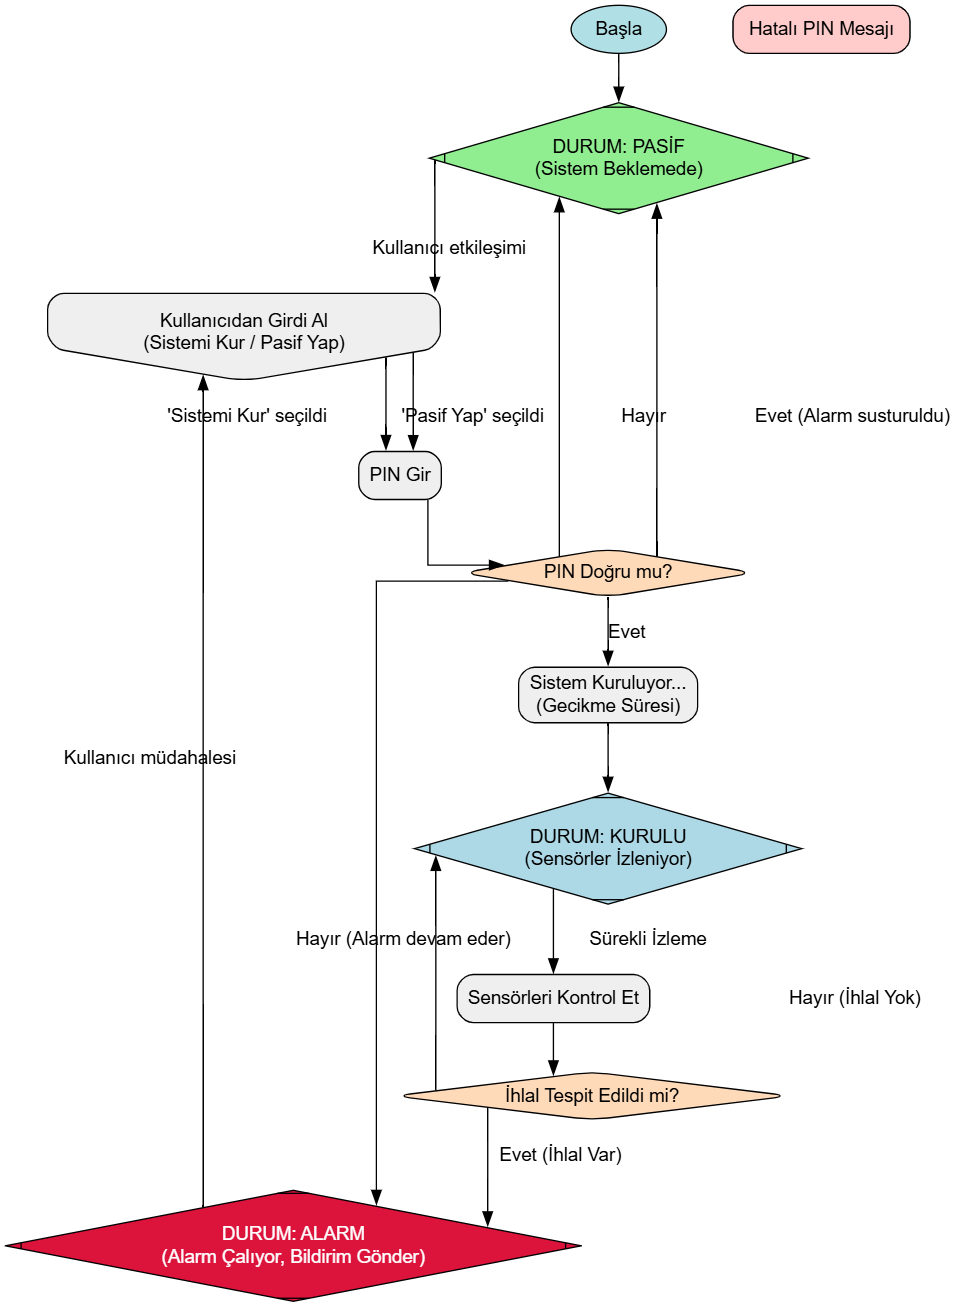 Başla
Hatalı PIN Mesajı
DURUM: PASİF
(Sistem Beklemede)
Kullanıcı etkileşimi
Kullanıcıdan Girdi Al
(Sistemi Kur / Pasif Yap)
'Sistemi Kur' seçildi
'Pasif Yap' seçildi
Hayır
Evet (Alarm susturuldu)
PIN Gir
PIN Doğru mu?
Evet
Sistem Kuruluyor...
(Gecikme Süresi)
Kullanıcı müdahalesi
DURUM: KURULU
(Sensörler İzleniyor)
Hayır (Alarm devam eder)
Sürekli İzleme
Sensörleri Kontrol Et
Hayır (İhlal Yok)
İhlal Tespit Edildi mi?
Evet (İhlal Var)
DURUM: ALARM
(Alarm Çalıyor, Bildirim Gönder)